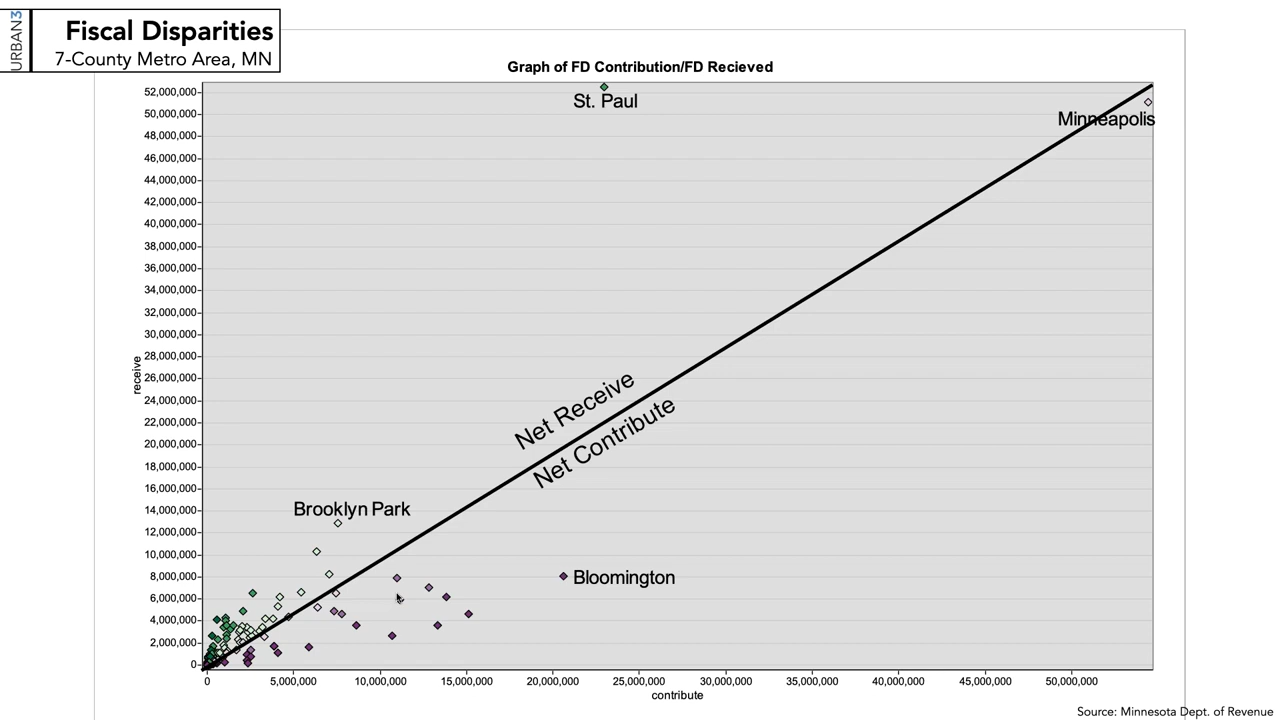 URBAN3
Fiscal Disparities
7-County Metro Area, MN
Graph of FD Contribution/FD Recieved
52,000,000
50,000,000
48,000,000
46,000,000
44,000,000
42,000,000
40,000,000
38,000,000
36,000,000
34,000,000
32,000,000
30,000,000
28,000,000
26,000,000
24,000,000
22,000,000
20,000,000
18,000,000
16,000,000
14,000,000
12,000,000
10,000,000
8,000,000
6,000,000
4,000,000
2,000,000
0
receive
St. Paul
Minneapolis
Net Receive
Net Contribute
Brooklyn Park
Bloomington
0 5,000,000 10,000,000 15,000,000 20,000,000 25,000,000 30,000,000 35,000,000 40,000,000 45,000,000 50,000,000
contribute
Source: Minnesota Dept. of Revenue